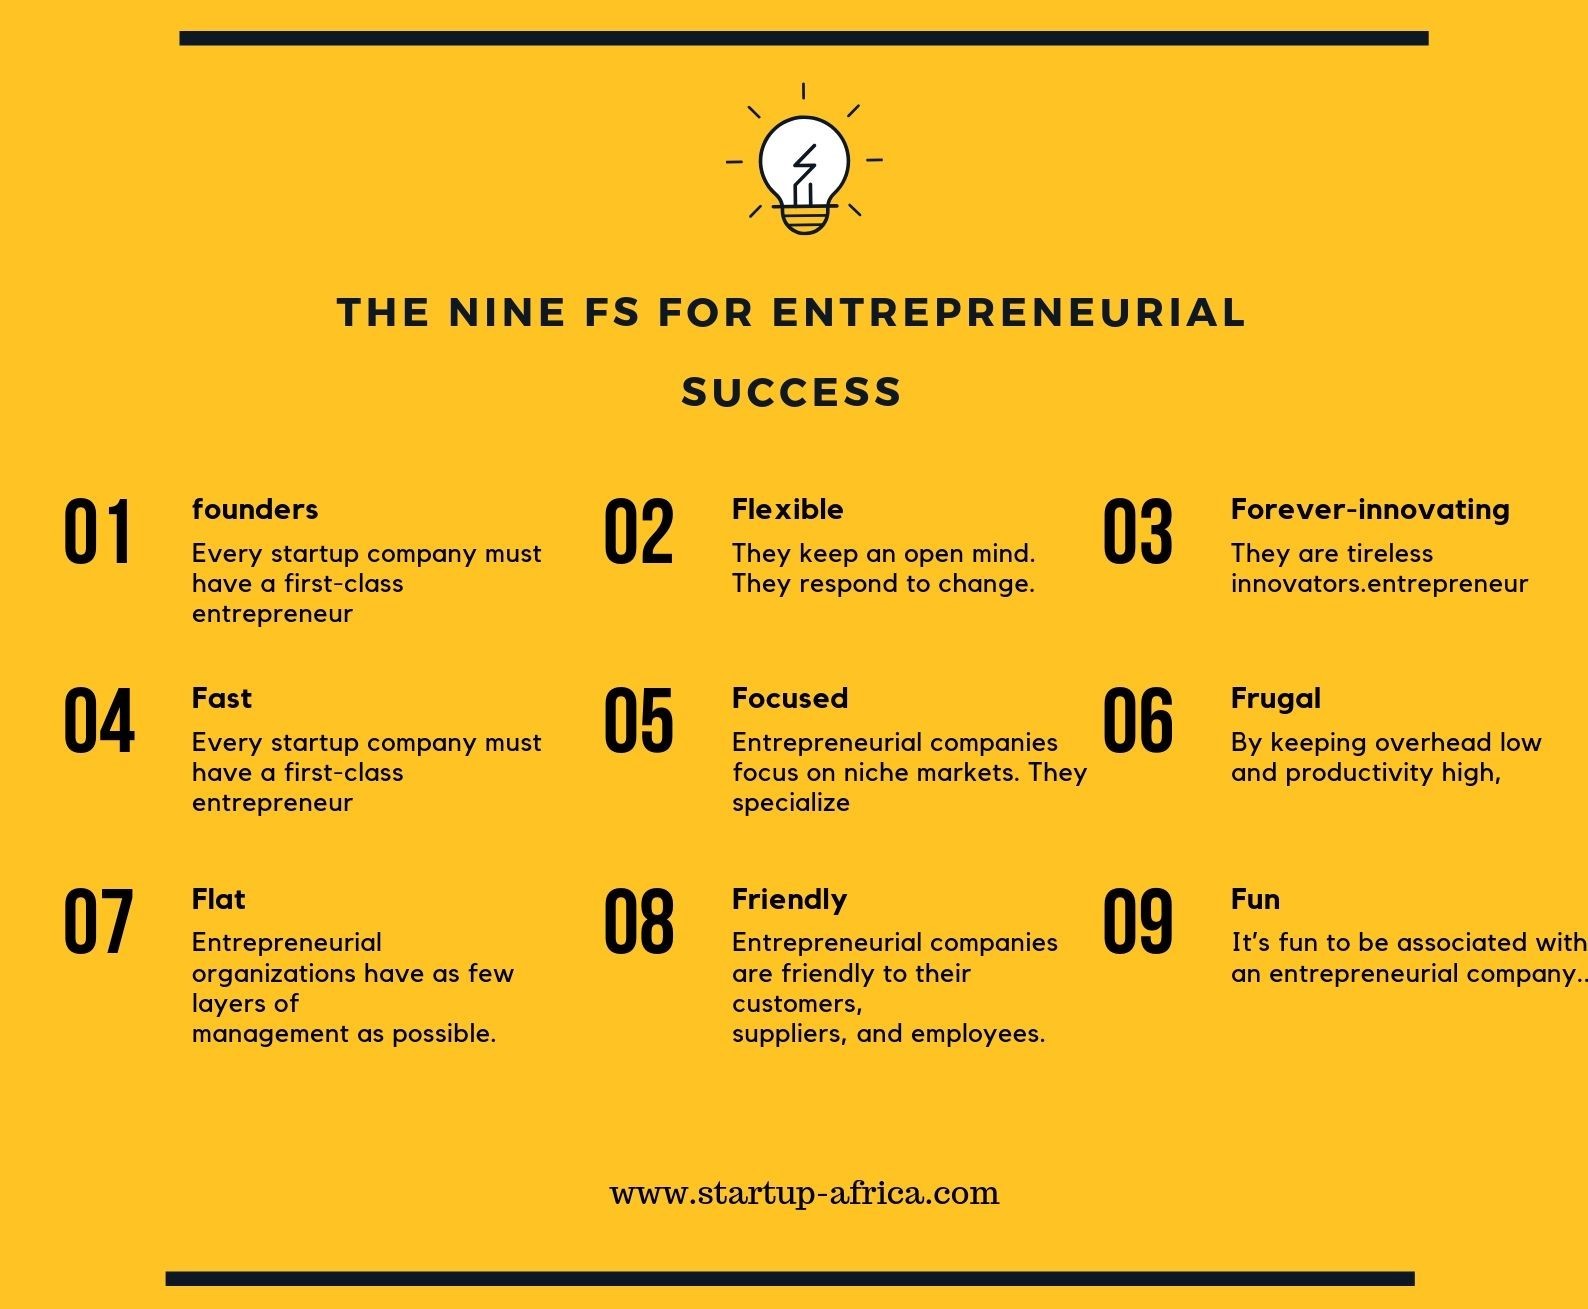 THE NINE FS FOR ENTREPRENEURIAL
SUCCESS
01
founders
Every startup company must
have a first-class
entrepreneur
02
Flexible
They keep an open mind.
They respond to change.
03
Forever-innovating
They are tireless
innovators.entrepreneur
04
Fast
Every startup company must
have a first-class
entrepreneur
05
Focused
Entrepreneurial companies
focus on niche markets. They
specialize
06
Frugal
By keeping overhead low
and productivity high,
07
Flat
Entrepreneurial
organizations have as few
layers of
management as possible.
08
Friendly
Entrepreneurial companies
are friendly to their
customers,
suppliers, and employees.
09
Fun
It's fun to be associated with
an entrepreneurial company..
www.startup-africa.com